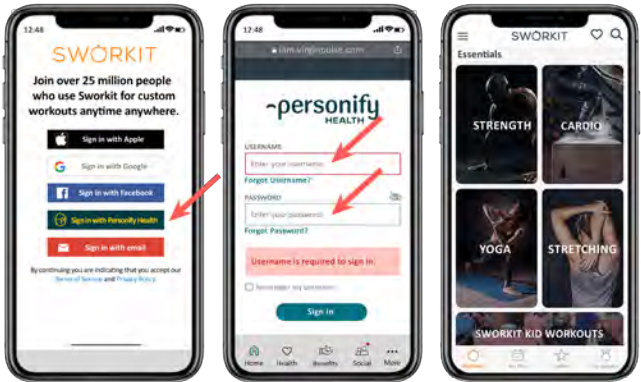 12:48
SWORKIT
Join over 25 million people
who use Sworkit for custom
workouts anytime anywhere.
Sign in with Apple
Sign in with Google
Sign in with Facebook
Sign in with Personify Health
Sign in with email
By continuing you are indicating that you accept our
Terms of Service and Privacy Policy.
12:48
iam.virginpulse.com
personify
HEALTH
USERNAME
Enter your username
Forgot Username?
PASSWORD
Enter your password
Forgot Password?
Username is required to sign in.
Remember my username
Sign in
Home Health Benefits Social More
SWORKIT
Essentials
STRENGTH CARDIO
YOGA STRETCHING
SWORKIT KID WORKOUTS